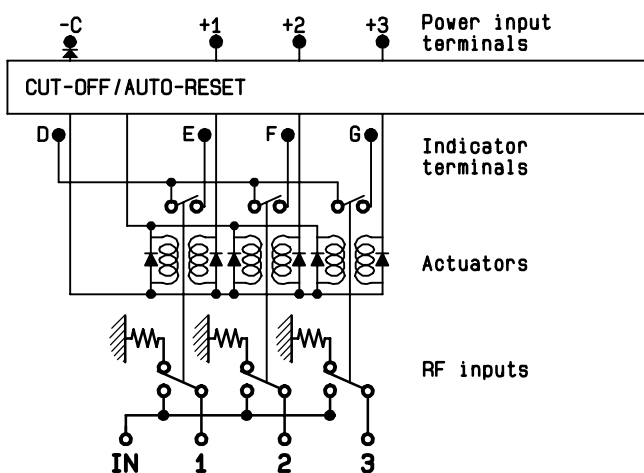 -C +1 +2 +3 Power input
terminals
CUT-OFF/AUTO-RESET
D E F G Indicator
terminals
Actuators
RF inputs
IN 1 2 3